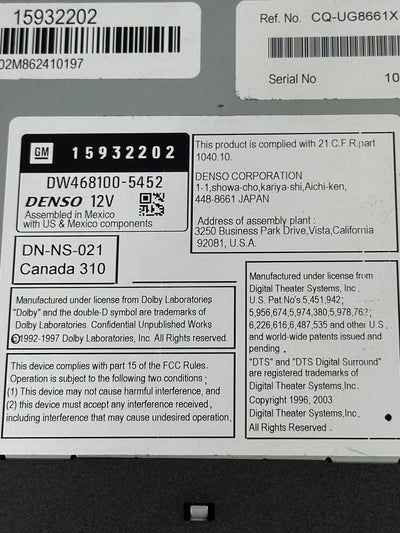 15932202
02M862410197
Ref. No. CQ-UG8661X
Serial No 10
GM 15932202
DW468100-5452
DENSO 12V
Assembled in Mexico
with US & Mexico components
DN-NS-021
Canada 310
This product is complied with 21 C.F.R.part
1040.10.
DENSO CORPORATION
1-1,showa-cho,kariya-shi,Aichi-ken,
448-8661 JAPAN
Address of assembly plant :
3250 Business Park Drive,Vista,California
92081, U.S.A.
Manufactured under license from Dolby Laboratories
"Dolby" and the double-D symbol are trademarks of
Dolby Laboratories. Confidential Unpublished Works
©1992-1997 Dolby Laboratories, Inc. All rights reserved.
This device complies with part 15 of the FCC Rules.
Operation is subject to the following two conditions ;
(1) This device may not cause harmful interference, and
(2) this device must accept any interference received,
including interference that may cause undesired operation.
Manufactured under license from
Digital Theater Systems,Inc.
U.S. Pat No's 5,451,942;
5,956,674;5,974,380;5,978,762;
6,226,616;6,487,535 and other U.S.
and world-wide patents issued and
pending .
"DTS" and "DTS Digital Surround"
are registered trademarks of
Digital Theater Systems,Inc.
Copyright 1996, 2003
Digital Theater Systems,Inc.
All Rights Reserved.